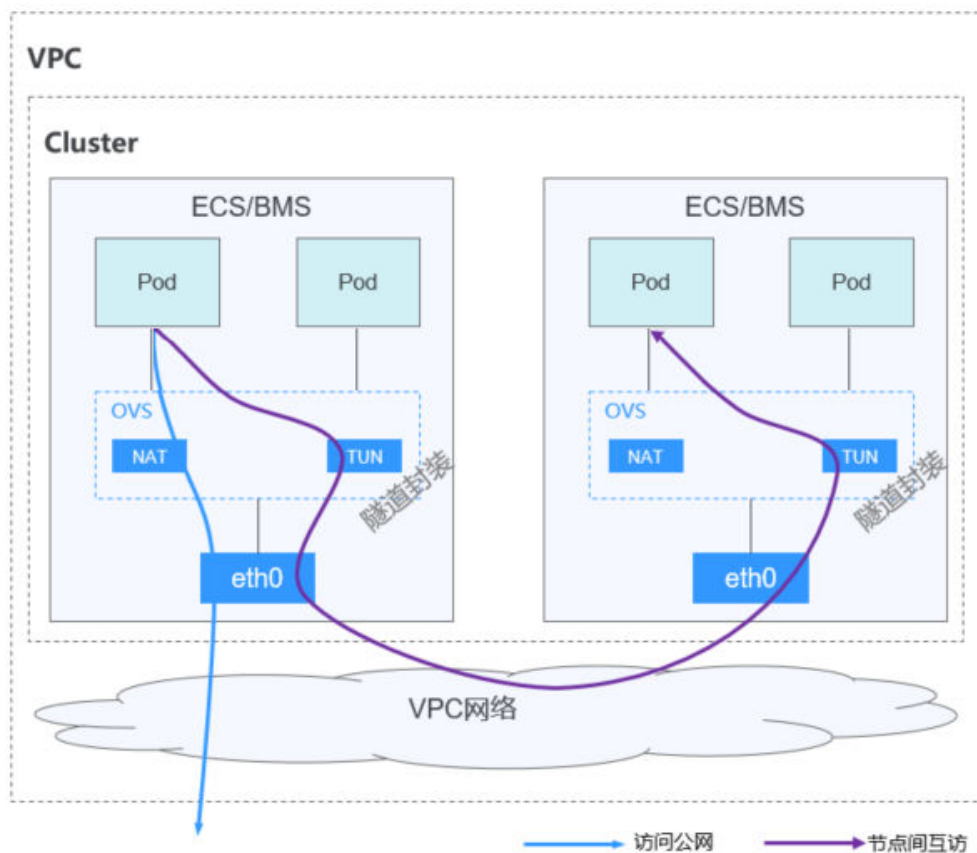 VPC
Cluster
ECS/BMS
Pod
Pod
OVS
NAT
TUN
隧道封装
eth0
ECS/BMS
Pod
Pod
OVS
NAT
TUN
隧道封装
eth0
VPC网络
访问公网
节点间互访